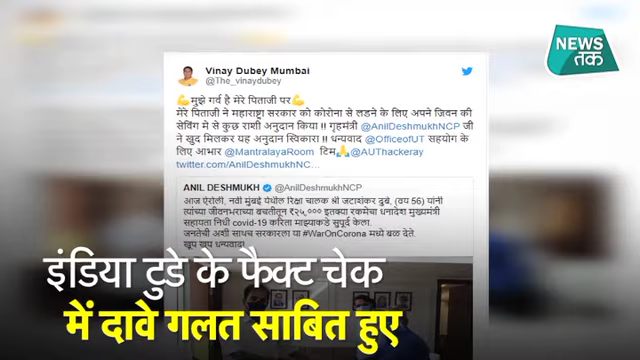 NEWS
तक
Vinay Dubey Mumbai
@The_vinaydubey
💪मुझे गर्व है मेरे पिताजी पर💪
मेरे पिताजी ने महाराष्ट्रा सरकार को कोरोना से लडने के लिए अपने जिवन की
सेविंग मे से कुछ राशी अनुदान किया !! गृहमंत्री @AnilDeshmukhNCP जी
ने खुद मिलकर यह अनुदान स्विकारा !! धन्यवाद @OfficeofUT सहयोग के
लिए आभार @MantralayaRoom टिम🙏@AUThackeray
twitter.com/AnilDeshmukhNC...
ANIL DESHMUKH @AnilDeshmukhNCP
आज ऐरोली, नवी मुंबई येथील रिक्षा चालक श्री जटाशंकर दुबे, (वय 56) यांनी
त्यांच्या जीवनभराच्या बचतीतून ₹२५,००० इतक्या रकमेचा धनादेश मुख्यमंत्री
सहायता निधी covid-19 करिता माझ्याकडे सुपूर्द केला.
जनतेची अशी साथच सरकारला या #WarOnCorona मध्ये बळ देते.
खूप खूप धन्यवाद!
इंडिया टुडे के फैक्ट चेक
में दावे गलत साबित हुए